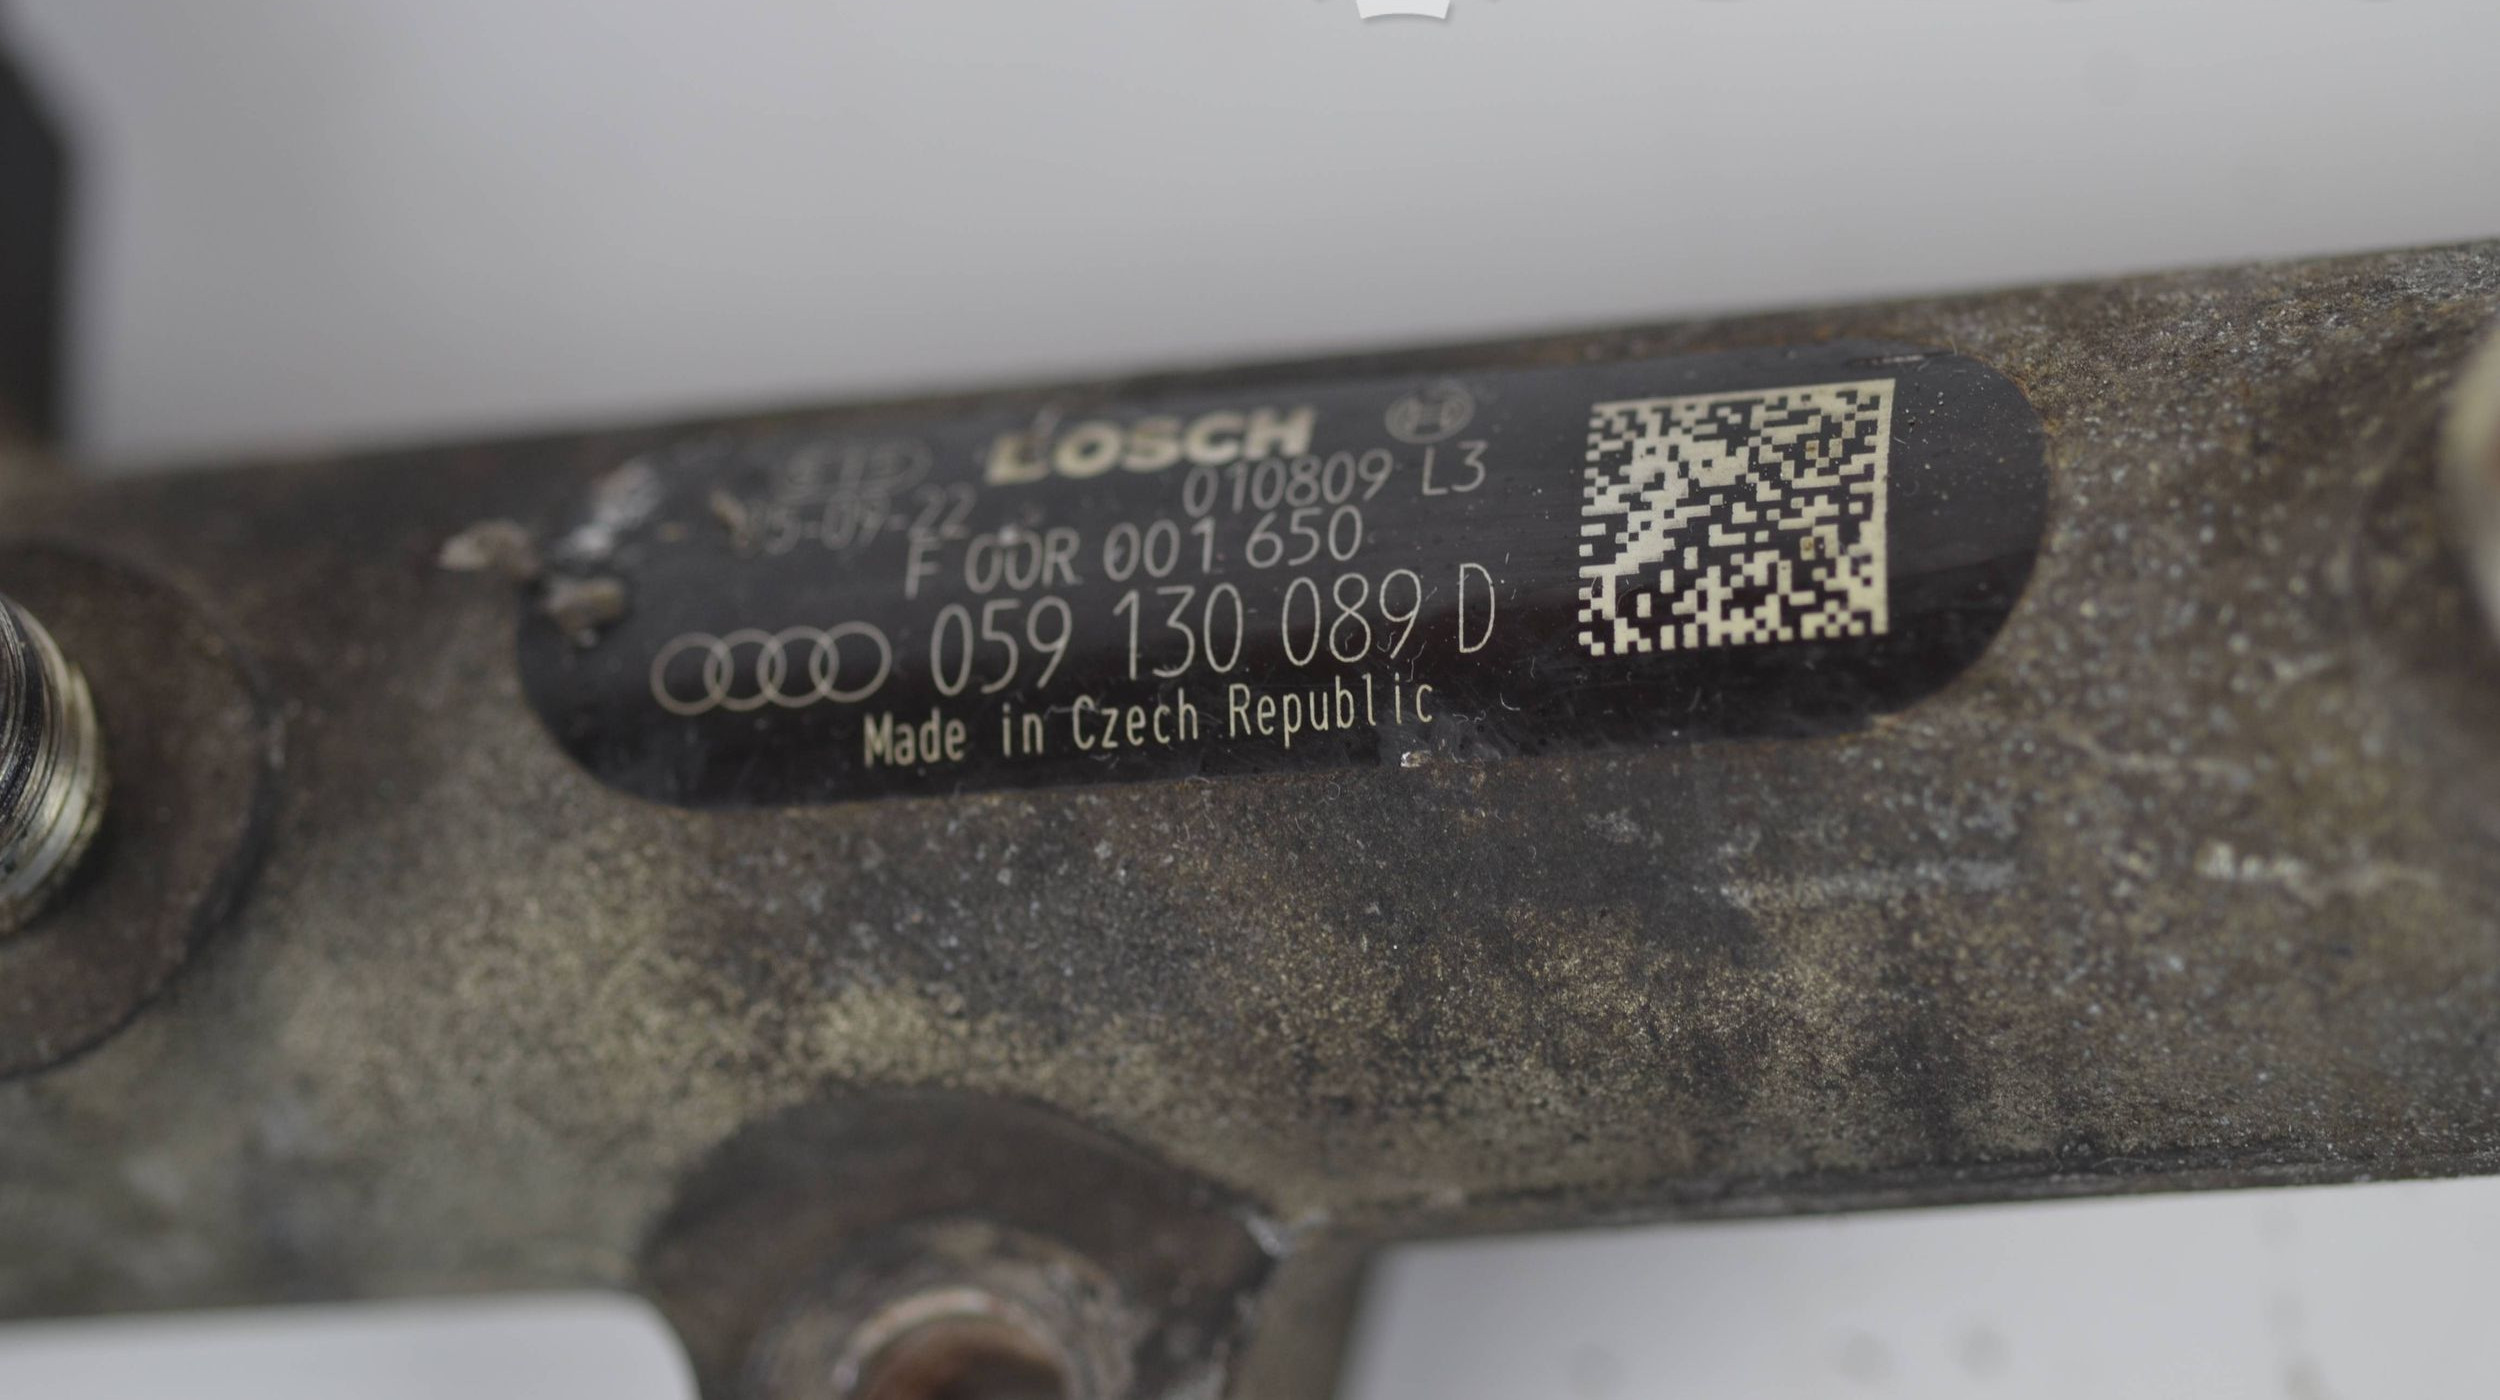 BOSCH
010809 L3
F 00R 001 650
059 130 089 D
Made in Czech Republic